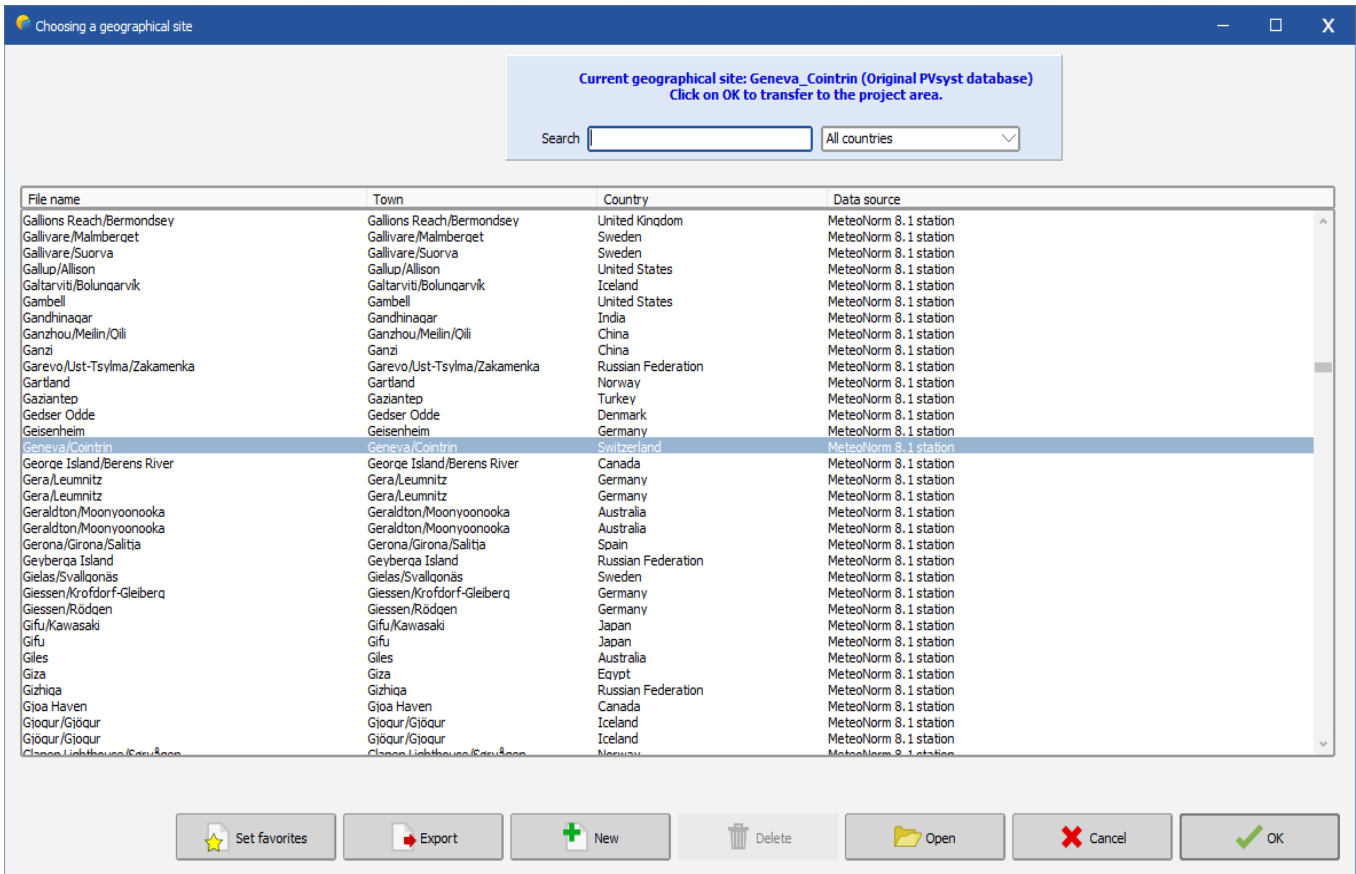 Choosing a geographical site
Current geographical site: Geneva_Cointrin (Original PVsyst database)
Click on OK to transfer to the project area.
Search All countries
File name Town Country Data source
Gallions Reach/Bermondsey Gallions Reach/Bermondsey United Kingdom MeteoNorm 8.1 station
Gallivare/Malmberget Gallivare/Malmberget Sweden MeteoNorm 8.1 station
Gallivare/Suorva Gallivare/Suorva Sweden MeteoNorm 8.1 station
Gallup/Allison Gallup/Allison United States MeteoNorm 8.1 station
Galtarviti/Bolungarvík Galtarviti/Bolungarvík Iceland MeteoNorm 8.1 station
Gambell Gambell United States MeteoNorm 8.1 station
Gandhinagar Gandhinagar India MeteoNorm 8.1 station
Ganzhou/Meilin/Qili Ganzhou/Meilin/Qili China MeteoNorm 8.1 station
Ganzi Ganzi China MeteoNorm 8.1 station
Garevo/Ust-Tsylma/Zakamenka Garevo/Ust-Tsylma/Zakamenka Russian Federation MeteoNorm 8.1 station
Gartland Gartland Norway MeteoNorm 8.1 station
Gaziantep Gaziantep Turkey MeteoNorm 8.1 station
Gedser Odde Gedser Odde Denmark MeteoNorm 8.1 station
Geisenheim Geisenheim Germany MeteoNorm 8.1 station
Geneva/Cointrin Geneva/Cointrin Switzerland MeteoNorm 8.1 station
George Island/Berens River George Island/Berens River Canada MeteoNorm 8.1 station
Gera/Leumnitz Gera/Leumnitz Germany MeteoNorm 8.1 station
Gera/Leumnitz Gera/Leumnitz Germany MeteoNorm 8.1 station
Geraldton/Moonyoonooka Geraldton/Moonyoonooka Australia MeteoNorm 8.1 station
Geraldton/Moonyoonooka Geraldton/Moonyoonooka Australia MeteoNorm 8.1 station
Gerona/Girona/Salitja Gerona/Girona/Salitja Spain MeteoNorm 8.1 station
Geyberga Island Geyberga Island Russian Federation MeteoNorm 8.1 station
Gielas/Svallgonäs Gielas/Svallgonäs Sweden MeteoNorm 8.1 station
Giessen/Krofdorf-Gleiberg Giessen/Krofdorf-Gleiberg Germany MeteoNorm 8.1 station
Giessen/Rödgen Giessen/Rödgen Germany MeteoNorm 8.1 station
Gifu/Kawasaki Gifu/Kawasaki Japan MeteoNorm 8.1 station
Gifu Gifu Japan MeteoNorm 8.1 station
Giles Giles Australia MeteoNorm 8.1 station
Giza Giza Egypt MeteoNorm 8.1 station
Gizhiga Gizhiga Russian Federation MeteoNorm 8.1 station
Gjoa Haven Gjoa Haven Canada MeteoNorm 8.1 station
Gjogur/Gjögur Gjogur/Gjögur Iceland MeteoNorm 8.1 station
Gjögur/Gjogur Gjögur/Gjogur Iceland MeteoNorm 8.1 station
Norway MeteoNorm 8.1 station
Set favorites Export New Delete Open Cancel OK